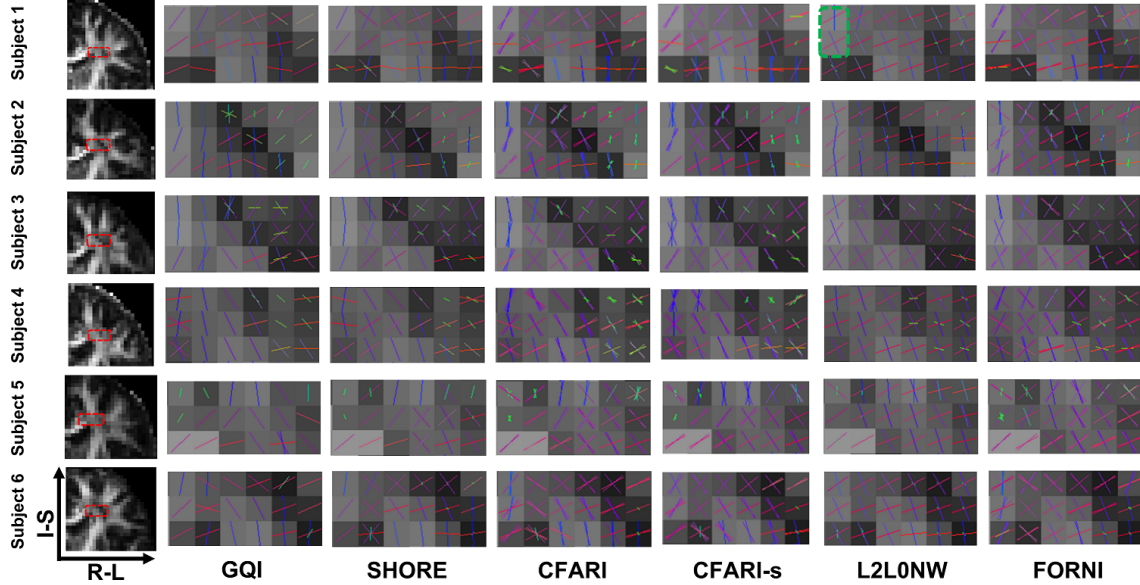 Subject 1
Subject 2
Subject 3
Subject 4
Subject 5
Subject 6
I-S
R-L
GQI
SHORE
CFARI
CFARI-s
L2L0NW
FORNI